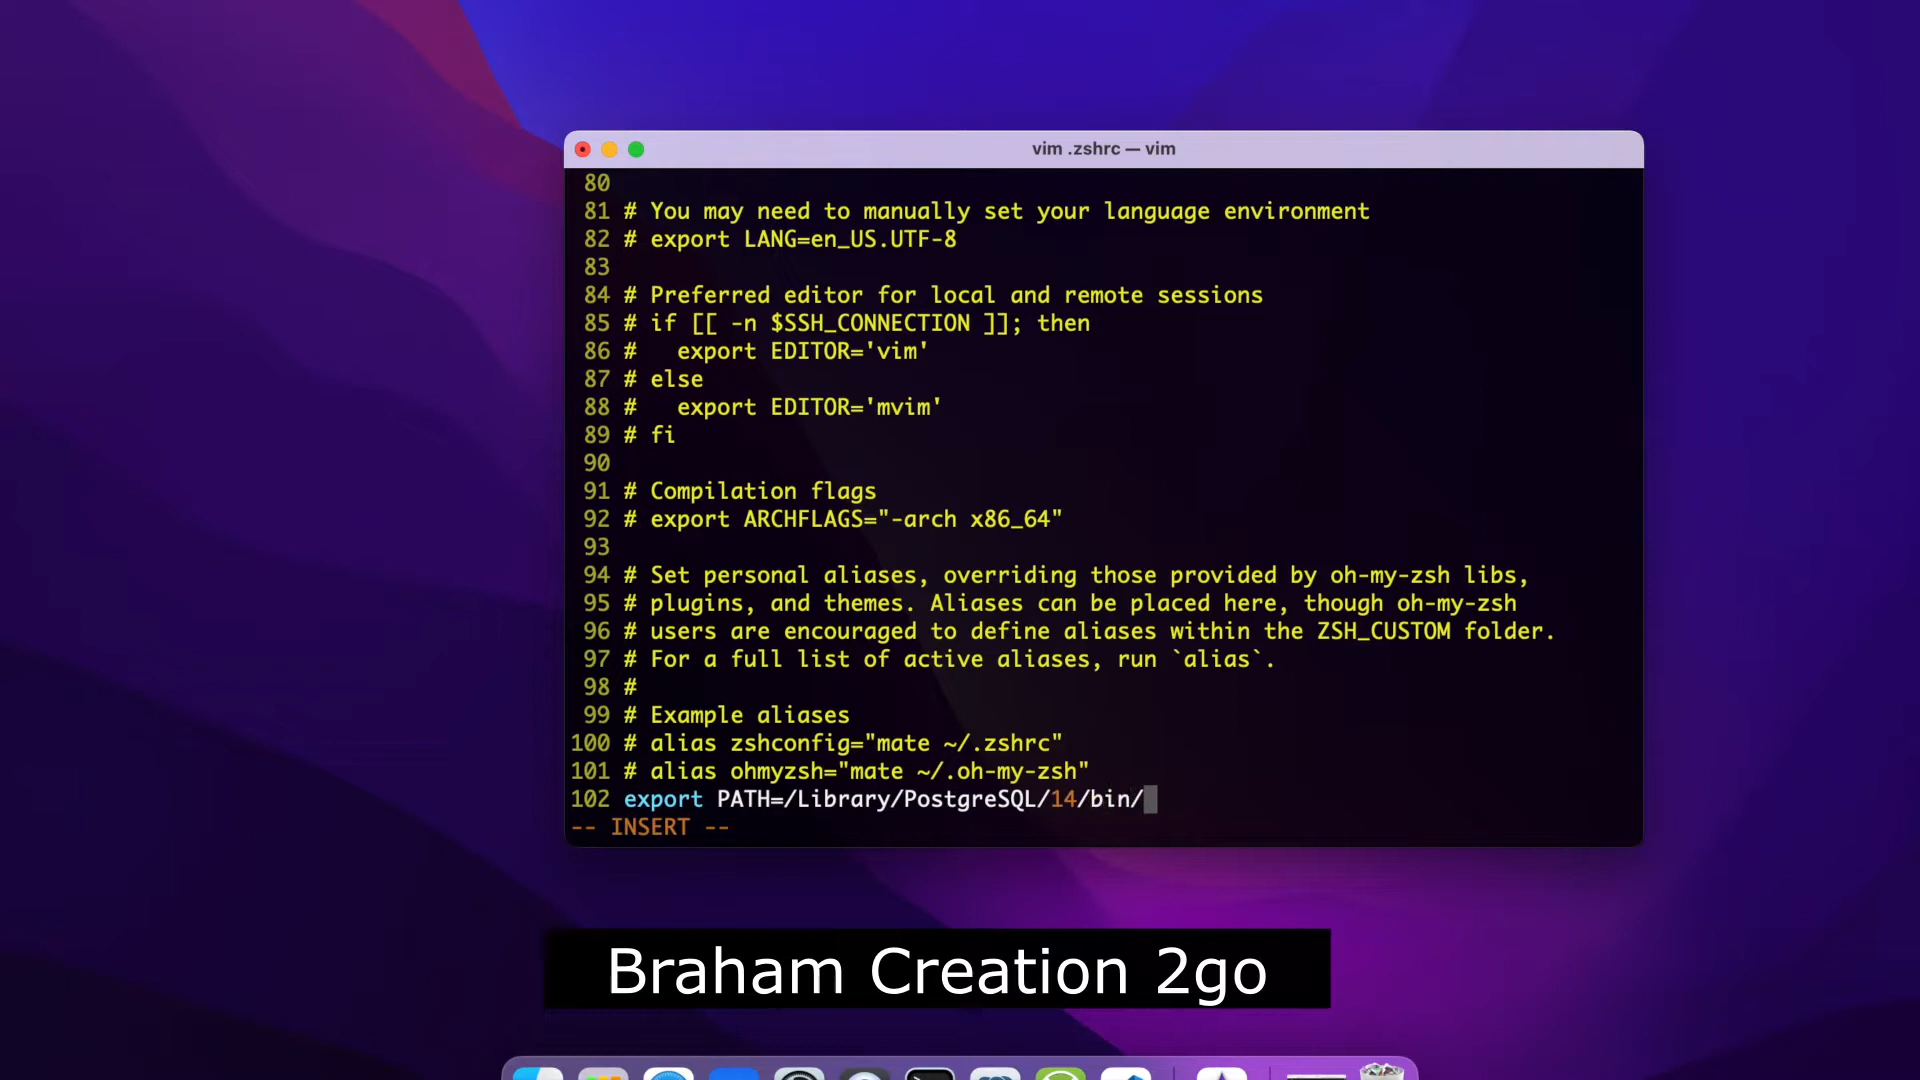 vim .zshrc — vim
80
81 # You may need to manually set your language environment
82 # export LANG=en_US.UTF-8
83
84 # Preferred editor for local and remote sessions
85 # if [[ -n $SSH_CONNECTION ]]; then
86 #   export EDITOR='vim'
87 # else
88 #   export EDITOR='mvim'
89 # fi
90
91 # Compilation flags
92 # export ARCHFLAGS="-arch x86_64"
93
94 # Set personal aliases, overriding those provided by oh-my-zsh libs,
95 # plugins, and themes. Aliases can be placed here, though oh-my-zsh
96 # users are encouraged to define aliases within the ZSH_CUSTOM folder.
97 # For a full list of active aliases, run `alias`.
98 #
99 # Example aliases
100 # alias zshconfig="mate ~/.zshrc"
101 # alias ohmyzsh="mate ~/.oh-my-zsh"
102 export PATH=/Library/PostgreSQL/14/bin/
-- INSERT --
Braham Creation 2go